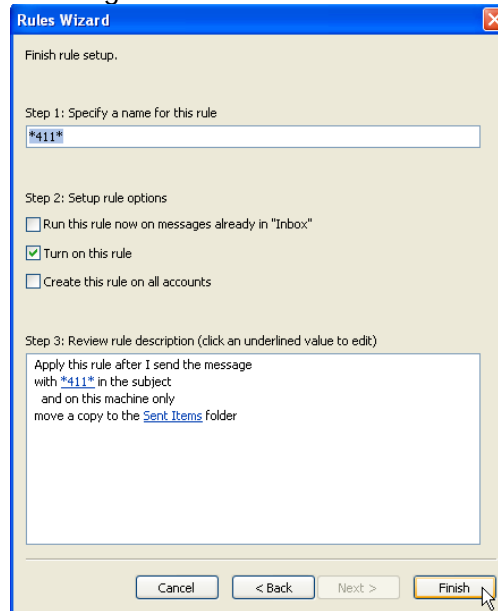 Rules Wizard
Finish rule setup.
Step 1: Specify a name for this rule
*411*
Step 2: Setup rule options
Run this rule now on messages already in "Inbox"
Turn on this rule
Create this rule on all accounts
Step 3: Review rule description (click an underlined value to edit)
Apply this rule after I send the message
with *411* in the subject
and on this machine only
move a copy to the Sent Items folder
Cancel < Back Next > Finish